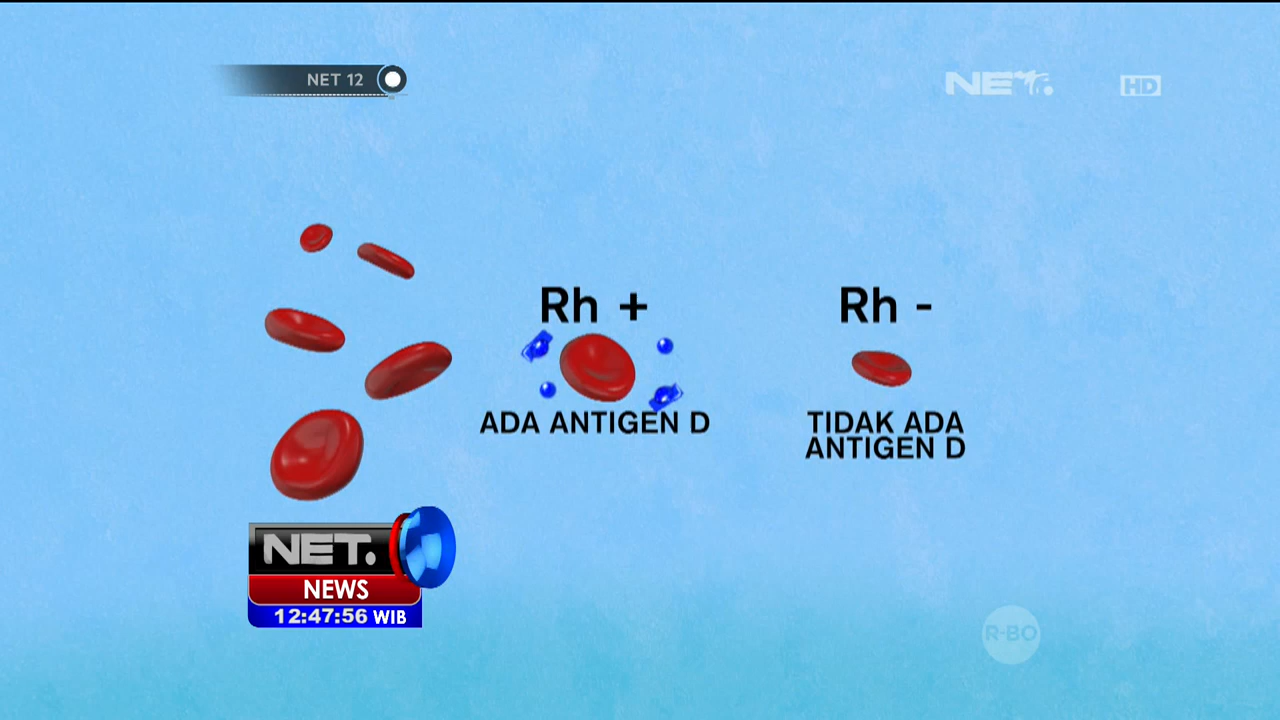 NET 12
NET.
HD
Rh +
Rh -
ADA ANTIGEN D
TIDAK ADA
ANTIGEN D
NET.
NEWS
12:47:56 WIB
R-BO